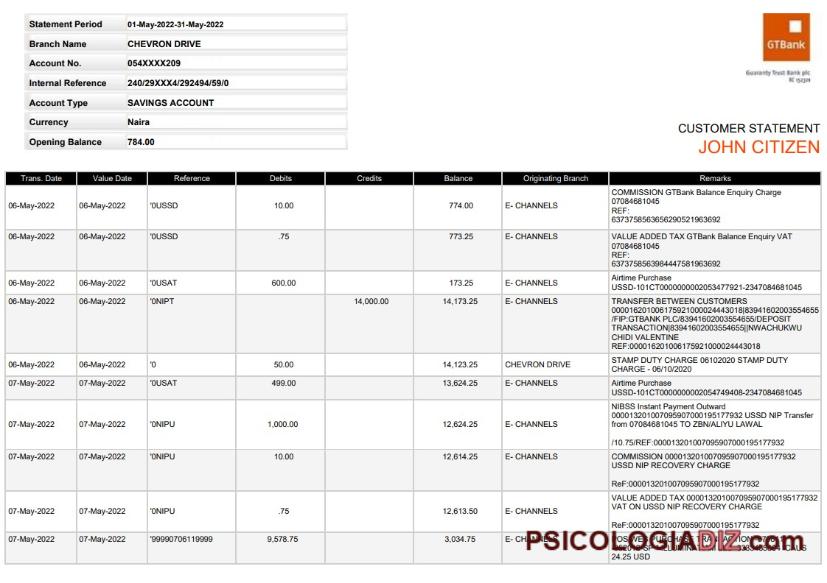 Statement Period 01-May-2022-31-May-2022
Branch Name CHEVRON DRIVE
Account No. 054XXXX209
Internal Reference 240/29XXX4/292494/59/0
Account Type SAVINGS ACCOUNT
Currency Naira
Opening Balance 784.00
GTBank
Guaranty Trust Bank plc
RC 152321
CUSTOMER STATEMENT
JOHN CITIZEN
Trans. Date Value Date Reference Debits Credits Balance Originating Branch Remarks
06-May-2022 06-May-2022 '0USSD 10.00 774.00 E- CHANNELS COMMISSION GTBank Balance Enquiry Charge
07084681045
REF:
6373758563656290521963692
06-May-2022 06-May-2022 '0USSD .75 773.25 E- CHANNELS VALUE ADDED TAX GTBank Balance Enquiry VAT
07084681045
REF:
6373758563984447581963692
06-May-2022 06-May-2022 '0USAT 600.00 173.25 E- CHANNELS Airtime Purchase
USSD-101CT0000000002053477921-2347084681045
06-May-2022 06-May-2022 '0NIPT 14,000.00 14,173.25 E- CHANNELS TRANSFER BETWEEN CUSTOMERS
000016201006175921000024443018|83941602003554655
/FIP:GTBANK PLC/83941602003554655/DEPOSIT
TRANSACTION|83941602003554655||NWACHUKWU
CHIDI VALENTINE
REF:000016201006175921000024443018
06-May-2022 06-May-2022 '0 50.00 14,123.25 CHEVRON DRIVE STAMP DUTY CHARGE 06102020 STAMP DUTY
CHARGE - 06/10/2020
07-May-2022 07-May-2022 '0USAT 499.00 13,624.25 E- CHANNELS Airtime Purchase
USSD-101CT0000000002054749408-2347084681045
07-May-2022 07-May-2022 '0NIPU 1,000.00 12,624.25 E- CHANNELS NIBSS Instant Payment Outward
000013201007095907000195177932 USSD NIP Transfer
from 07084681045 TO ZBN/ALIYU LAWAL
/10.75/REF:000013201007095907000195177932
07-May-2022 07-May-2022 '0NIPU 10.00 12,614.25 E- CHANNELS COMMISSION 000013201007095907000195177932
USSD NIP RECOVERY CHARGE
ReF:000013201007095907000195177932
07-May-2022 07-May-2022 '0NIPU .75 12,613.50 E- CHANNELS VALUE ADDED TAX 000013201007095907000195177932
VAT ON USSD NIP RECOVERY CHARGE
ReF:000013201007095907000195177932
07-May-2022 07-May-2022 '99990706119999 9,578.75 3,034.75 E- CHANNELS
24.25 USD
PSICOLOGIADIZ.com